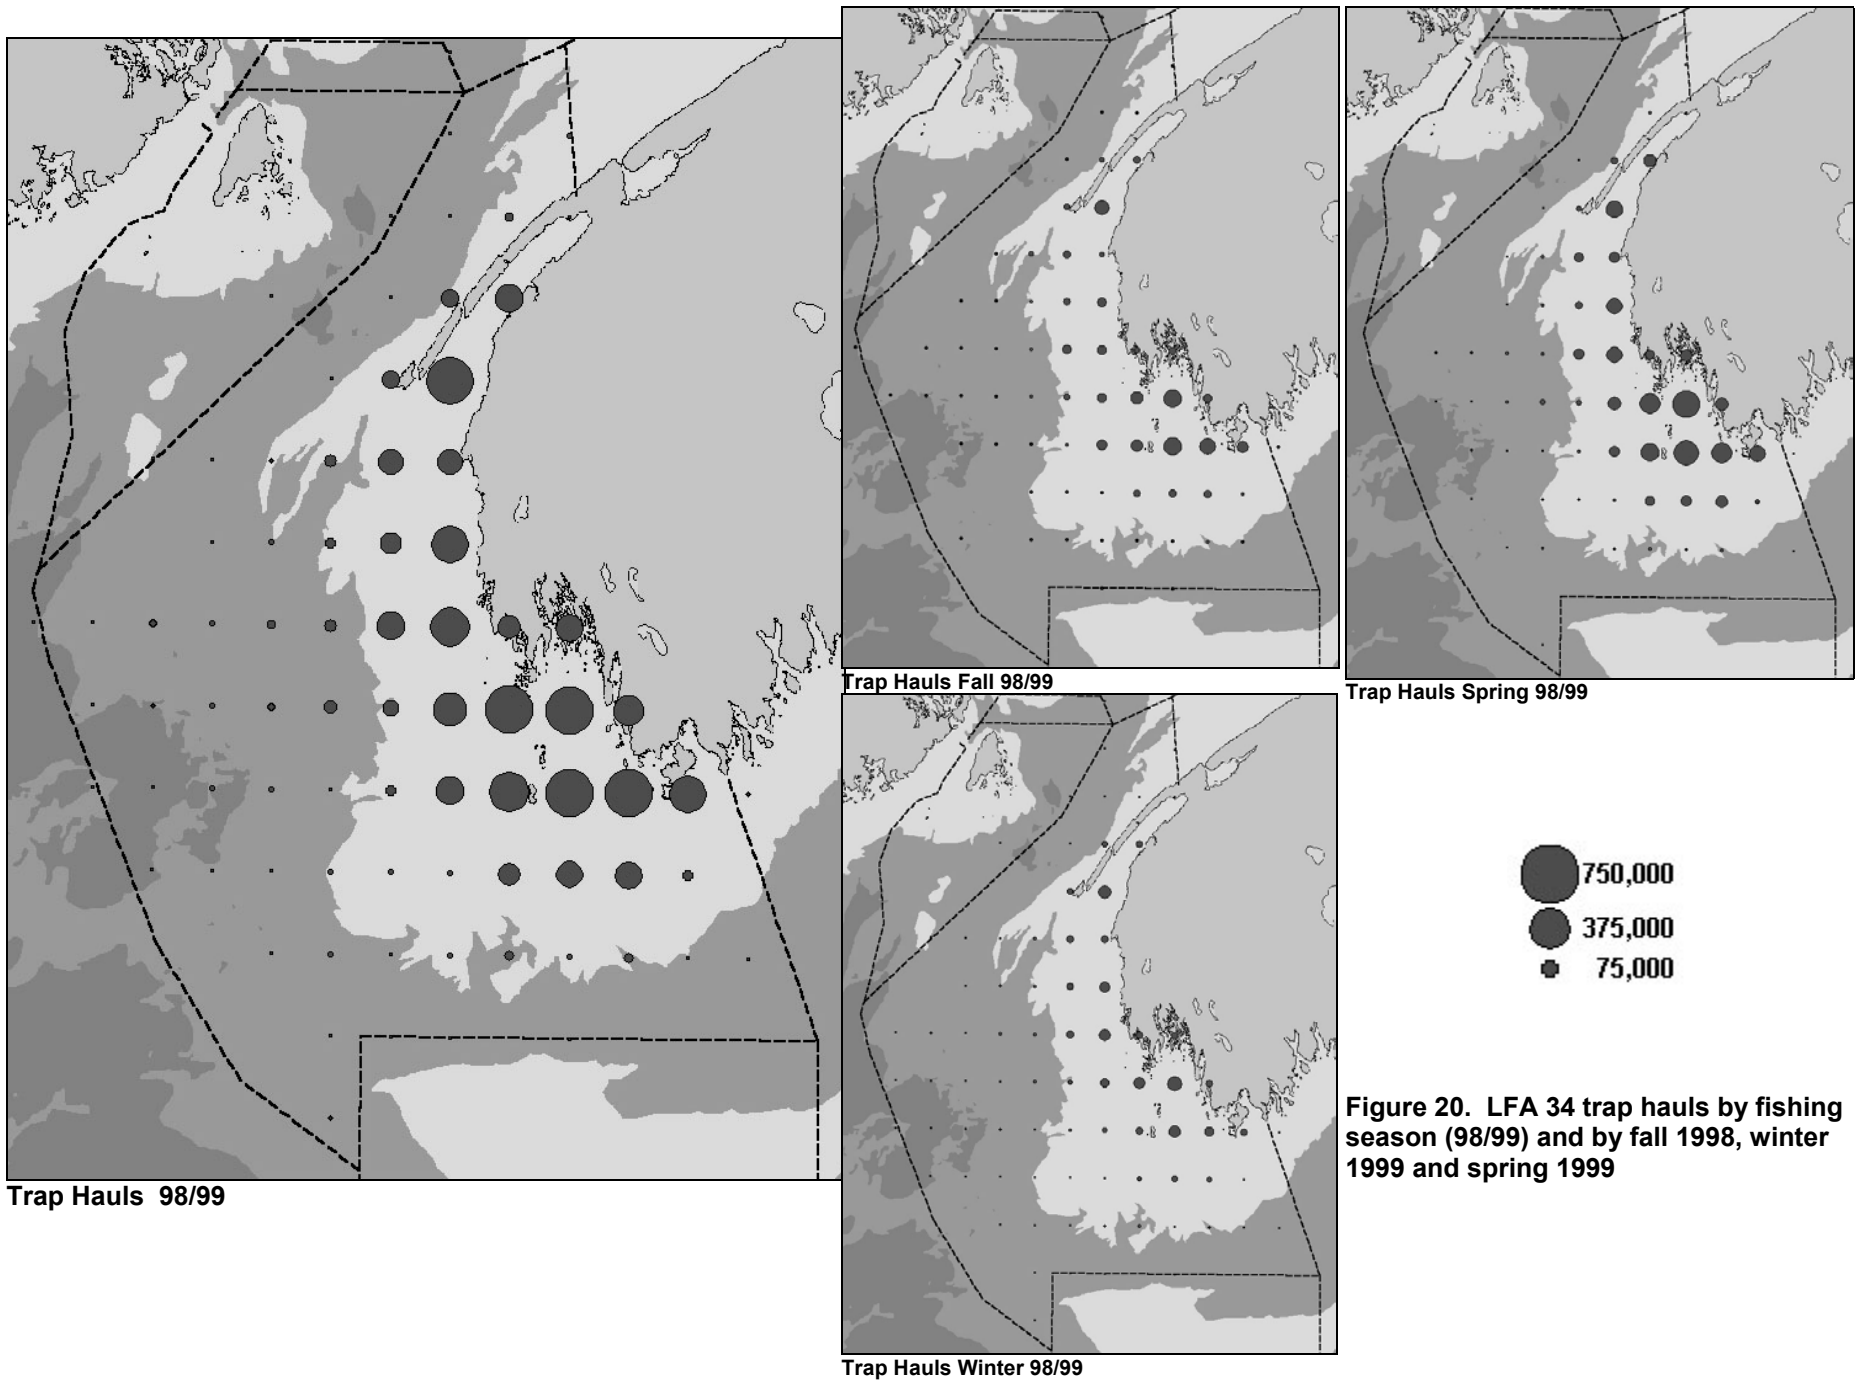 Trap Hauls 98/99
Trap Hauls Fall 98/99
Trap Hauls Spring 98/99
Trap Hauls Winter 98/99
750,000
375,000
75,000
Figure 20. LFA 34 trap hauls by fishing
season (98/99) and by fall 1998, winter
1999 and spring 1999